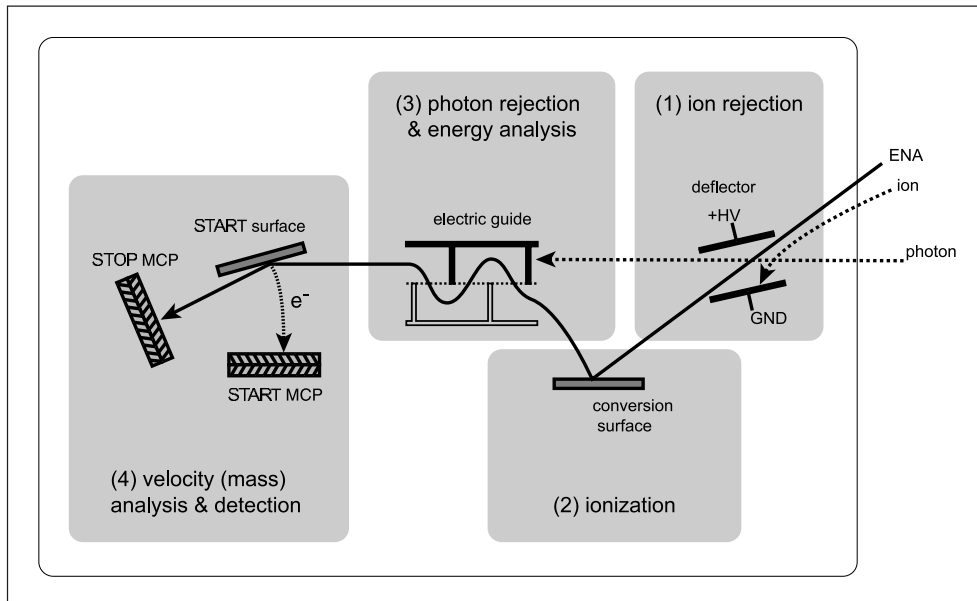 (3) photon rejection
& energy analysis
(1) ion rejection
ENA
ion
photon
deflector
+HV
GND
electric guide
START surface
STOP MCP
e-
START MCP
conversion
surface
(4) velocity (mass)
analysis & detection
(2) ionization